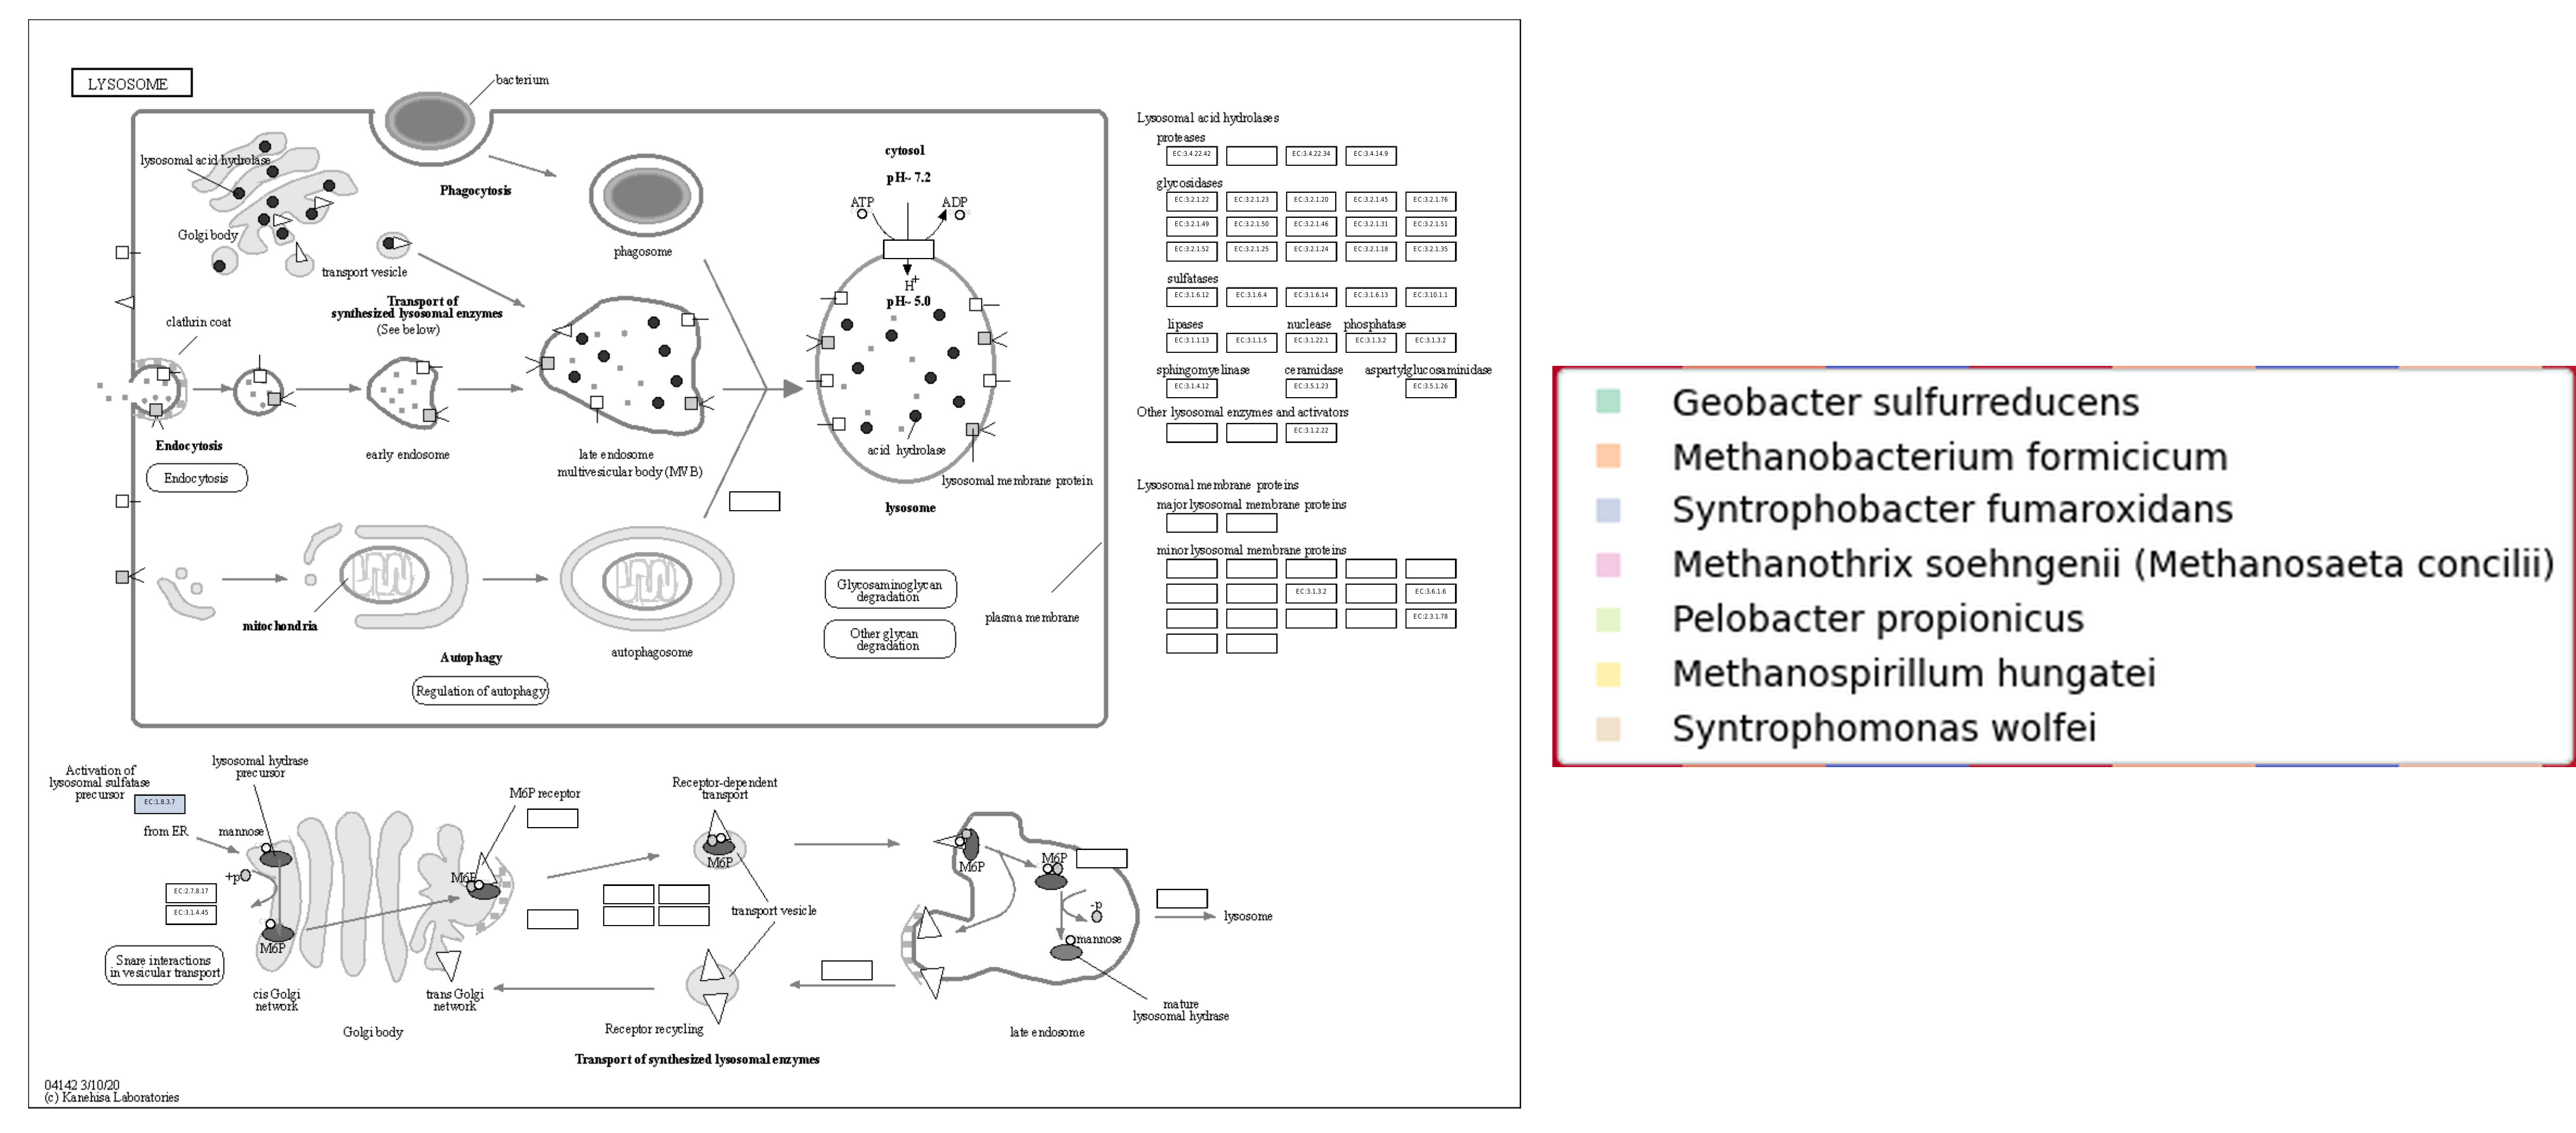 LYSOSOME
bacterium
lysosomal acid hydrolase
Golgi body
Phagocytosis
phagosome
transport vesicle
Transport of
synthesized lysosomal enzymes
(See below)
clathrin coat
cytosol
pH~ 7.2
ATP
ADP
H+
pH~ 5.0
acid hydrolase
lysosomal membrane protein
lysosome
Endocytosis
Endocytosis
early endosome
late endosome
multivesicular body (MVB)
mitochondria
Autophagy
Regulation of autophagy
autophagosome
Glycosaminoglycan
degradation
Other glycan
degradation
plasma membrane
Lysosomal acid hydrolases
proteases
EC:3.4.22.42 EC:3.4.22.34 EC:3.4.14.9
glycosidases
EC:3.2.1.22 EC:3.2.1.23 EC:3.2.1.20 EC:3.2.1.45 EC:3.2.1.76
EC:3.2.1.49 EC:3.2.1.50 EC:3.2.1.46 EC:3.2.1.31 EC:3.2.1.51
EC:3.2.1.52 EC:3.2.1.25 EC:3.2.1.24 EC:3.2.1.18 EC:3.2.1.35
sulfatases
EC:3.1.6.12 EC:3.1.6.4 EC:3.1.6.14 EC:3.1.6.13 EC:3.10.1.1
lipases nuclease phosphatase
EC:3.1.1.13 EC:3.1.1.5 EC:3.1.22.1 EC:3.1.3.2 EC:3.1.3.2
sphingomyelinase ceramidase aspartylglucosaminidase
EC:3.1.4.12 EC:3.5.1.23 EC:3.5.1.26
Other lysosomal enzymes and activators
EC:3.1.2.22
Lysosomal membrane proteins
major lysosomal membrane proteins
minor lysosomal membrane proteins
EC:3.1.3.2 EC:3.6.1.6
EC:2.3.1.78
Activation of
lysosomal sulfatase
precursor
EC:1.8.3.7
lysosomal hydrase
precursor
from ER
mannose
+p
EC:2.7.8.17
EC:3.1.4.45
M6P
Snare interactions
in vesicular transport
cis Golgi
network
trans Golgi
network
Golgi body
M6P receptor
M6P
Receptor-dependent
transport
M6P
transport vesicle
Receptor recycling
M6P
M6P
-p
mannose
lysosome
mature
lysosomal hydrase
late endosome
Transport of synthesized lysosomal enzymes
04142 3/10/20
(c) Kanehisa Laboratories
Geobacter sulfurreducens
Methanobacterium formicicum
Syntrophobacter fumaroxidans
Methanothrix soehngenii (Methanosaeta concilii)
Pelobacter propionicus
Methanospirillum hungatei
Syntrophomonas wolfei